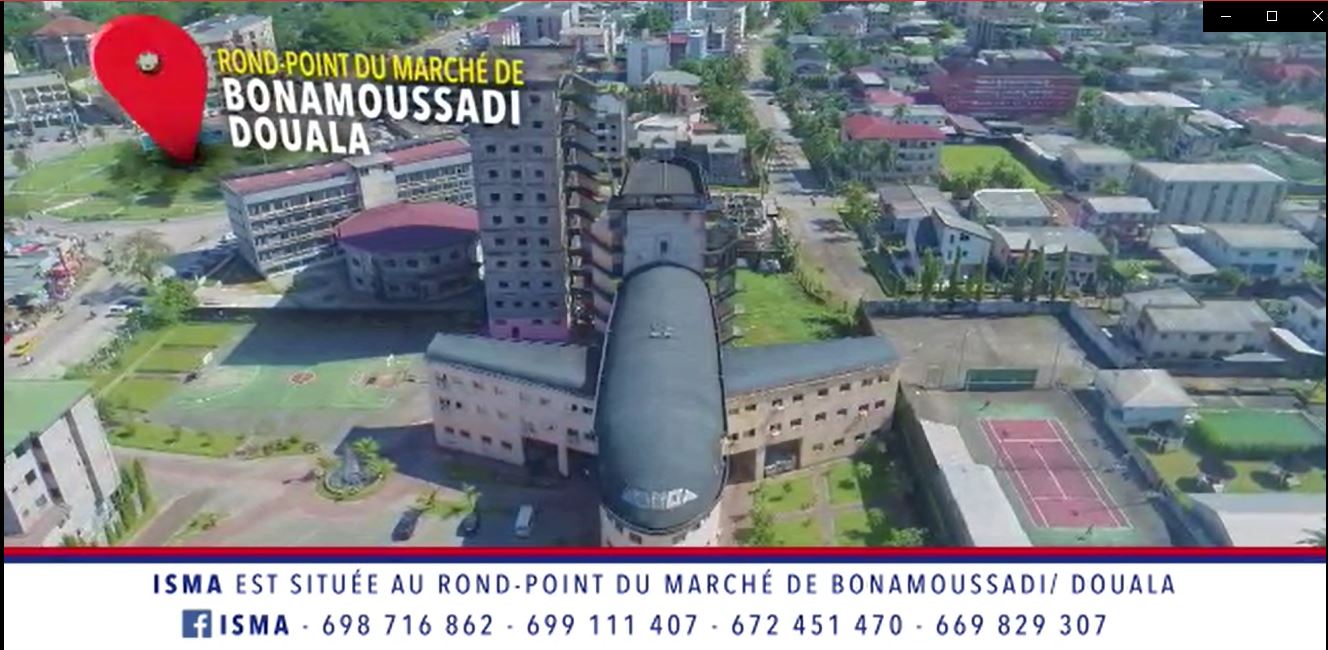 ROND-POINT DU MARCHÉ DE
BONAMOUSSADI
DOUALA
ISMA EST SITUÉE AU ROND-POINT DU MARCHÉ DE BONAMOUSSADI/ DOUALA
f ISMA - 698 716 862 - 699 111 407 - 672 451 470 - 669 829 307